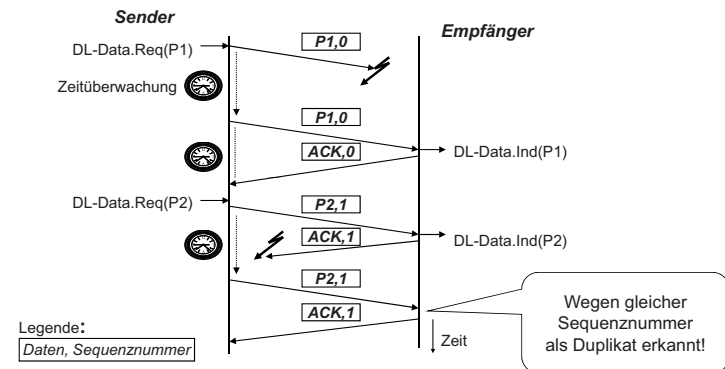 Sender
Empfänger
DL-Data.Req(P1)
P1,0
Zeitüberwachung
P1,0
ACK,0
DL-Data.Ind(P1)
DL-Data.Req(P2)
P2,1
ACK,1
DL-Data.Ind(P2)
P2,1
ACK,1
Wegen gleicher
Sequenznummer
als Duplikat erkannt!
Zeit
Legende:
Daten, Sequenznummer